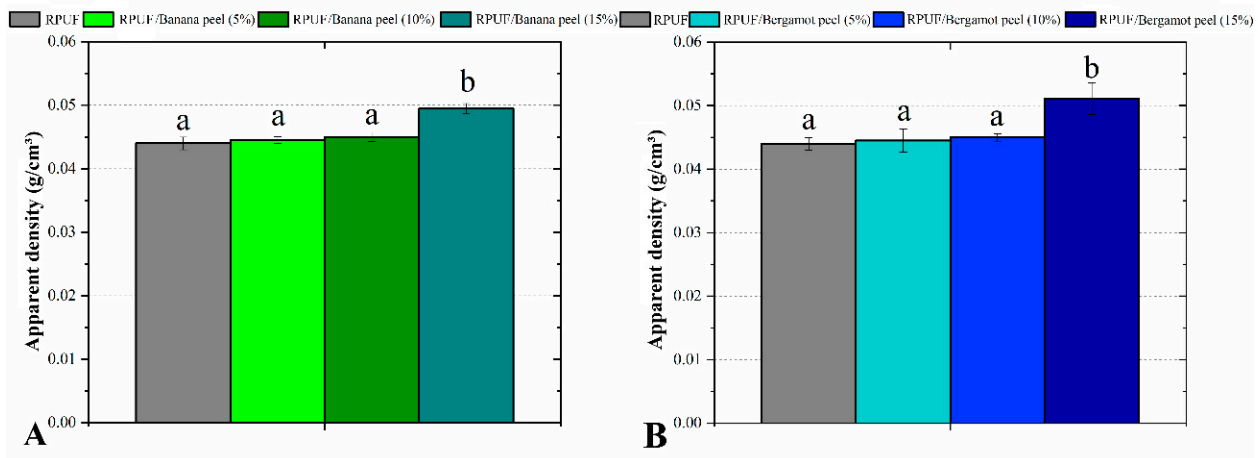 RPUF RPUF/Banana peel (5%) RPUF/Banana peel (10%) RPUF/Banana peel (15%) RPUF RPUF/Bergamot peel (5%) RPUF/Bergamot peel (10%) RPUF/Bergamot peel (15%)
Apparent density (g/cm³)
0.06
0.05
0.04
0.03
0.02
0.01
0.00
a
a
a
b
A
Apparent density (g/cm³)
0.06
0.05
0.04
0.03
0.02
0.01
0.00
a
a
a
b
B